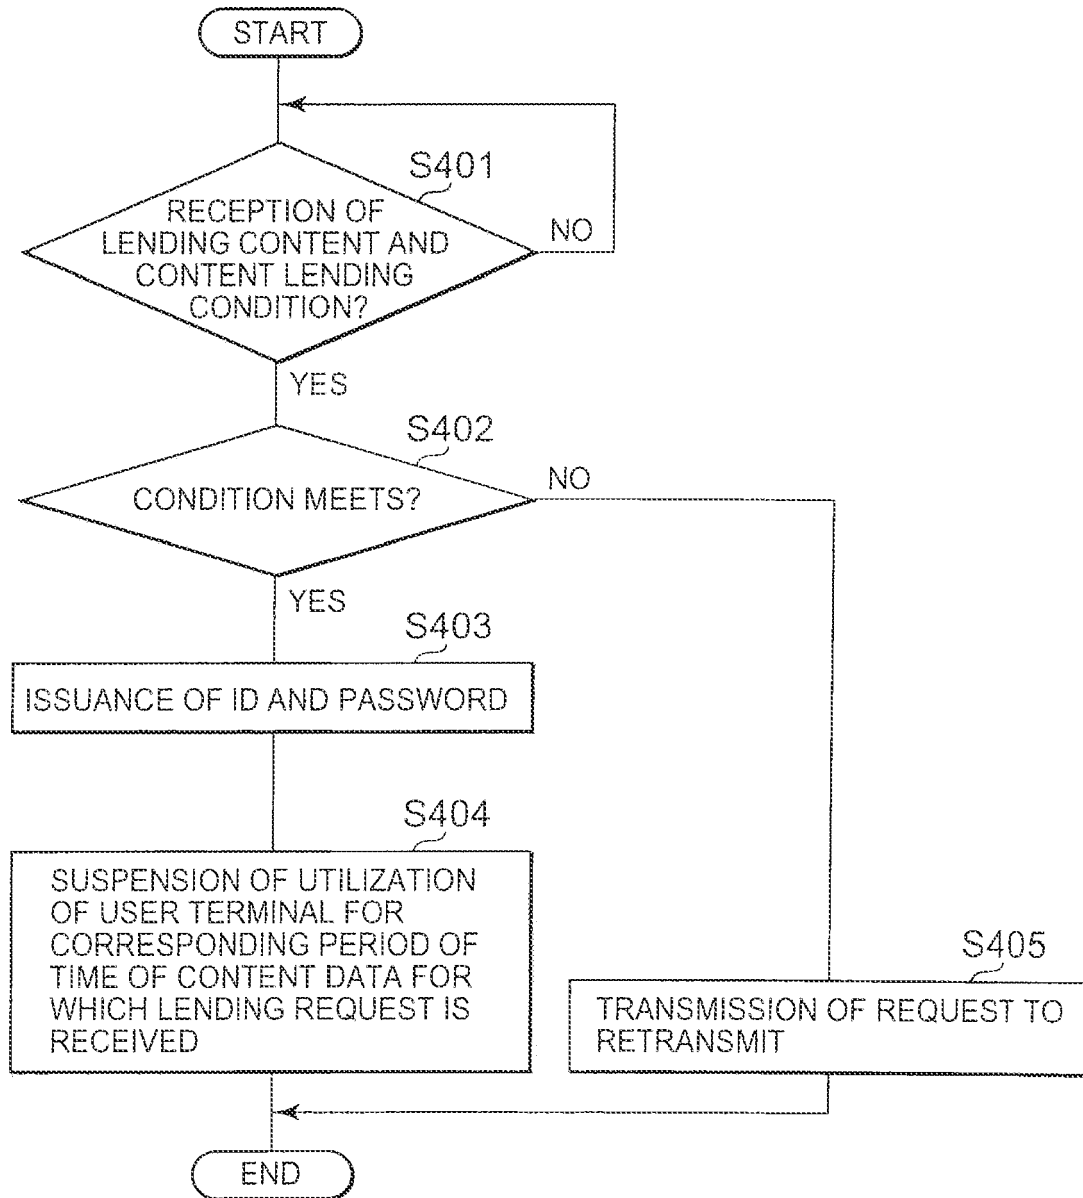 START
S401
RECEPTION OF
LENDING CONTENT AND
CONTENT LENDING
CONDITION?
NO
YES
S402
CONDITION MEETS?
NO
YES
S403
ISSUANCE OF ID AND PASSWORD
S404
SUSPENSION OF UTILIZATION
OF USER TERMINAL FOR
CORRESPONDING PERIOD OF
TIME OF CONTENT DATA FOR
WHICH LENDING REQUEST IS
RECEIVED
S405
TRANSMISSION OF REQUEST TO
RETRANSMIT
END